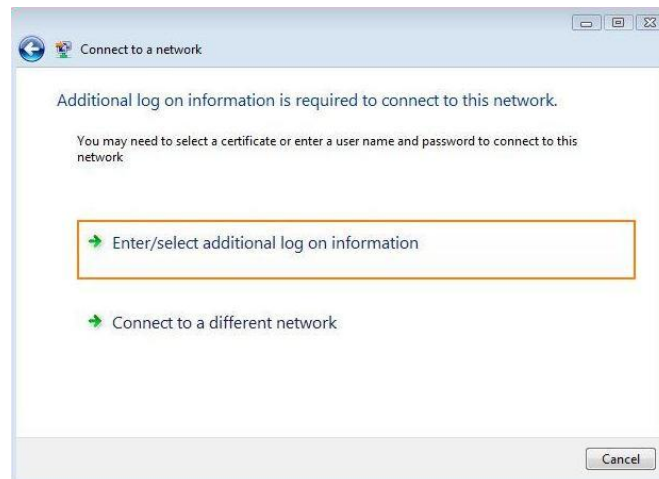 Connect to a network
Additional log on information is required to connect to this network.
You may need to select a certificate or enter a user name and password to connect to this
network
Enter/select additional log on information
Connect to a different network
Cancel